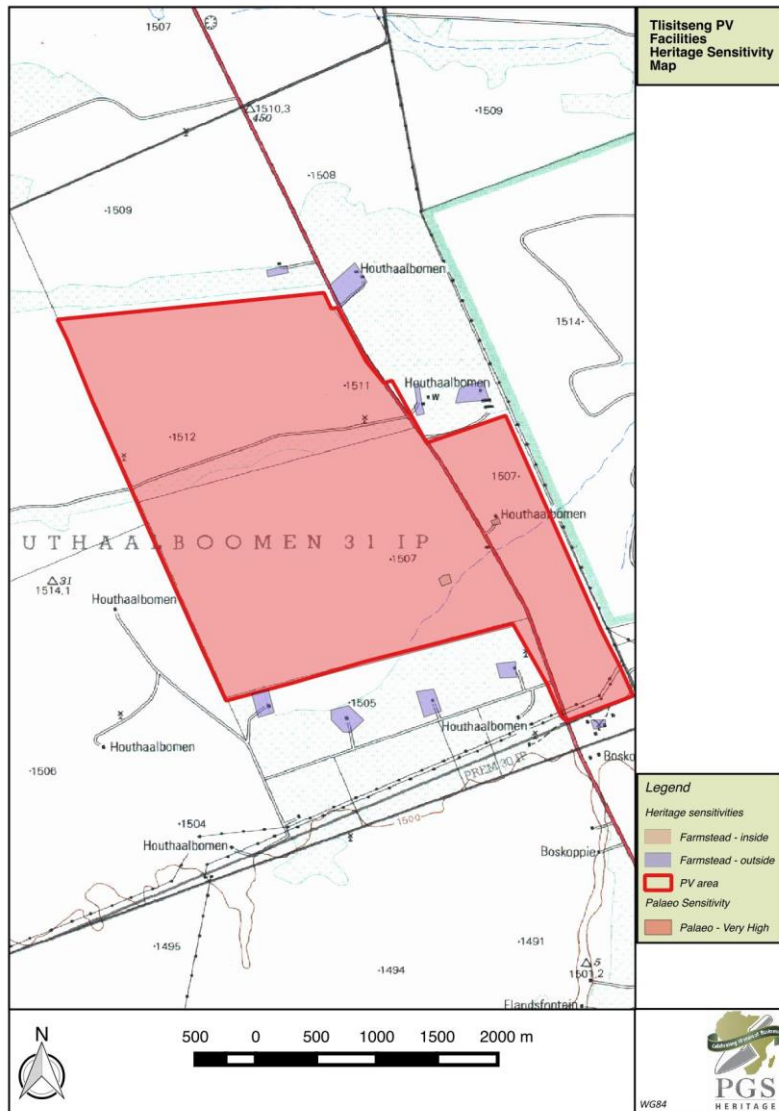 Tlisitseng PV
Facilities
Heritage Sensitivity
Map
1507
1510,3
450
1509
1508
1509
Houthaalbomen
1514
1511
Houthaalbomen
W
1512
1507
Houthaalbomen
UTHAALBOOMEN 31 IP
1507
31
1514,1
Houthaalbomen
1505
Houthaalbomen
Houthaalbomen
PREM 30 IP
Bosko
1506
1504
1500
Houthaalbomen
Boskoppie
1495
1491
1494
5
1501,2
Elandsfontein
Legend
Heritage sensitivities
Farmstead - inside
Farmstead - outside
PV area
Palaeo Sensitivity
Palaeo - Very High
N
500 0 500 1000 1500 2000 m
WG84
PGS
HERITAGE